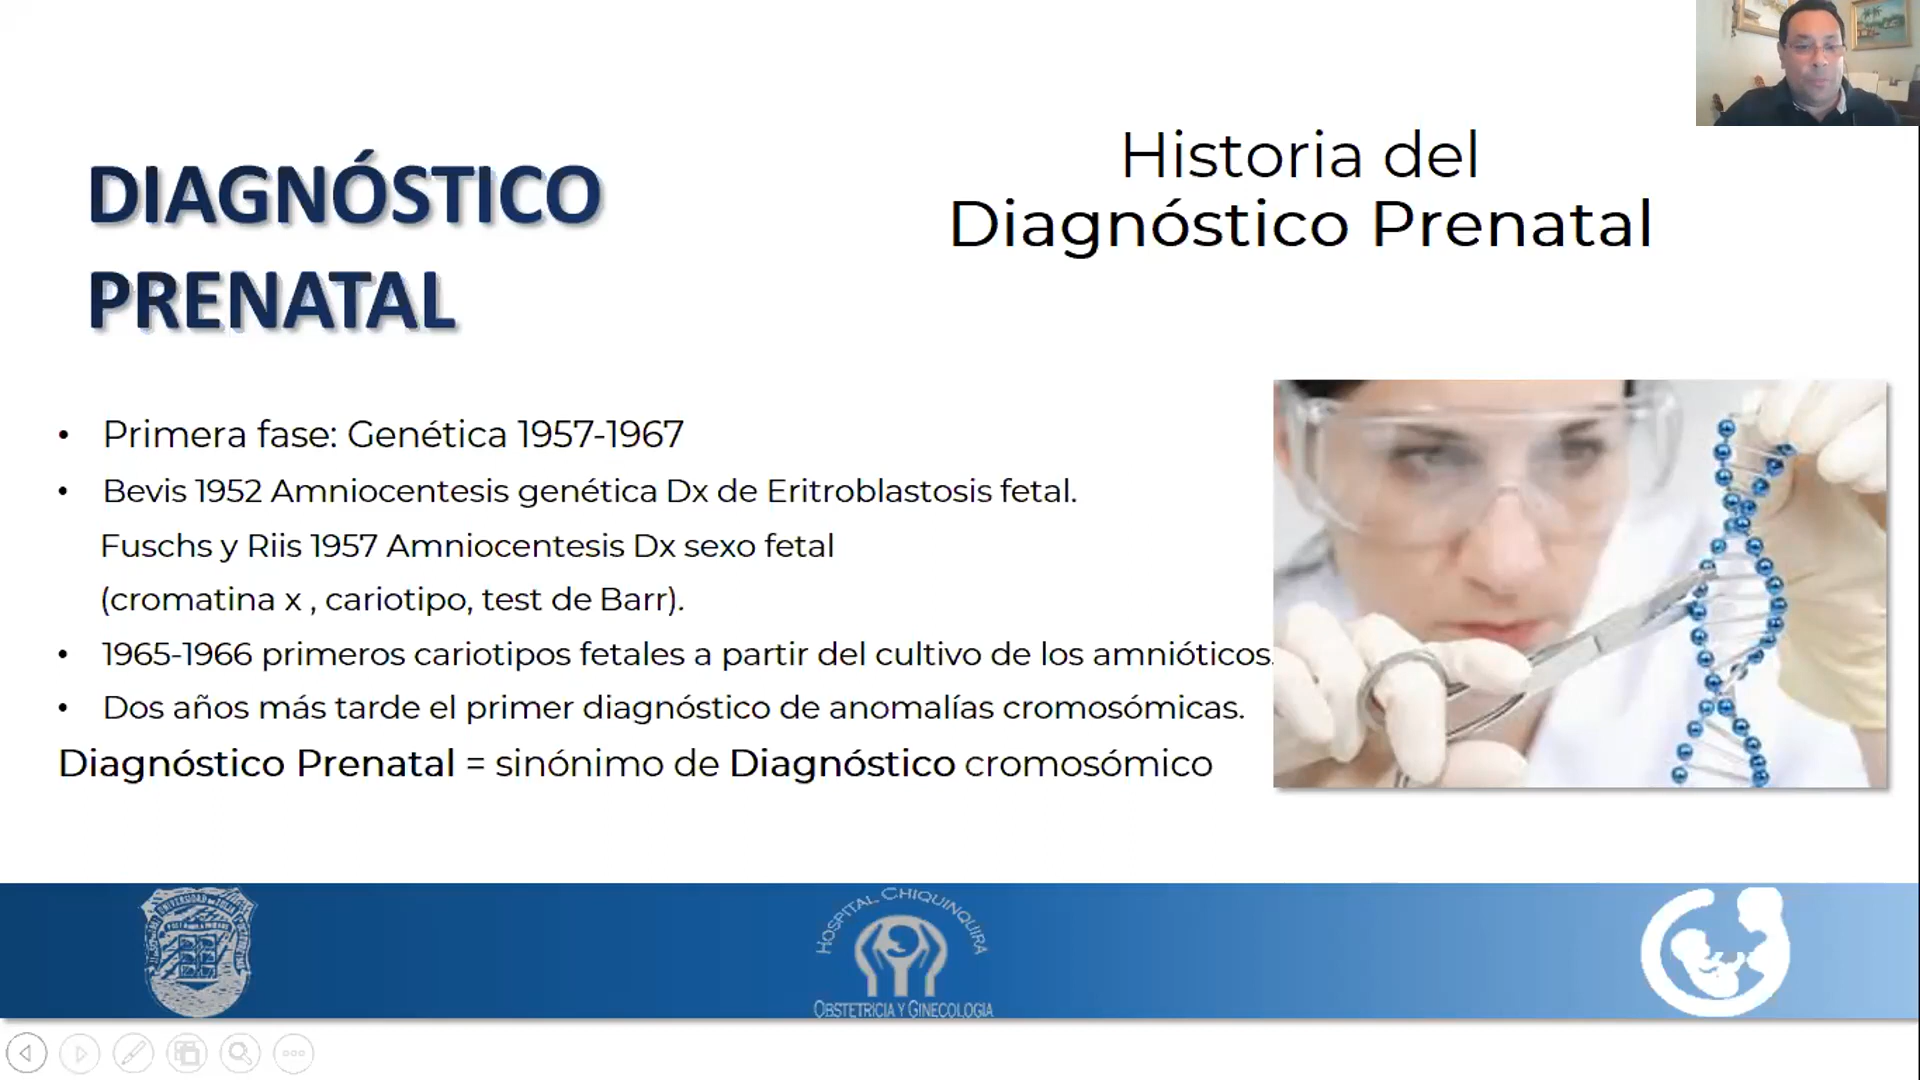 DIAGNÓSTICO
PRENATAL
Historia del
Diagnóstico Prenatal
• Primera fase: Genética 1957-1967
• Bevis 1952 Amniocentesis genética Dx de Eritroblastosis fetal.
Fuschs y Riis 1957 Amniocentesis Dx sexo fetal
(cromatina x , cariotipo, test de Barr).
• 1965-1966 primeros cariotipos fetales a partir del cultivo de los amnióticos.
• Dos años más tarde el primer diagnóstico de anomalías cromosómicas.
Diagnóstico Prenatal = sinónimo de Diagnóstico cromosómico
HOSPITAL CHIQUINQUIRA
OBSTETRICIA Y GINECOLOGIA